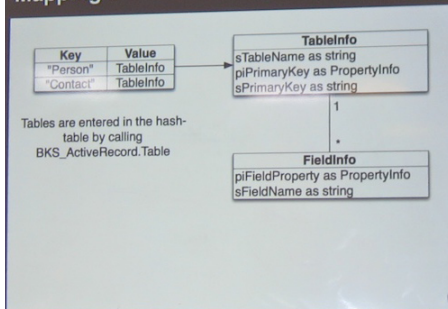 Mapping
Key Value
"Person" TableInfo
"Contact" TableInfo
Tables are entered in the hash-
table by calling
BKS_ActiveRecord.Table
TableInfo
sTableName as string
piPrimaryKey as PropertyInfo
sPrimaryKey as string
1
*
FieldInfo
piFieldProperty as PropertyInfo
sFieldName as string